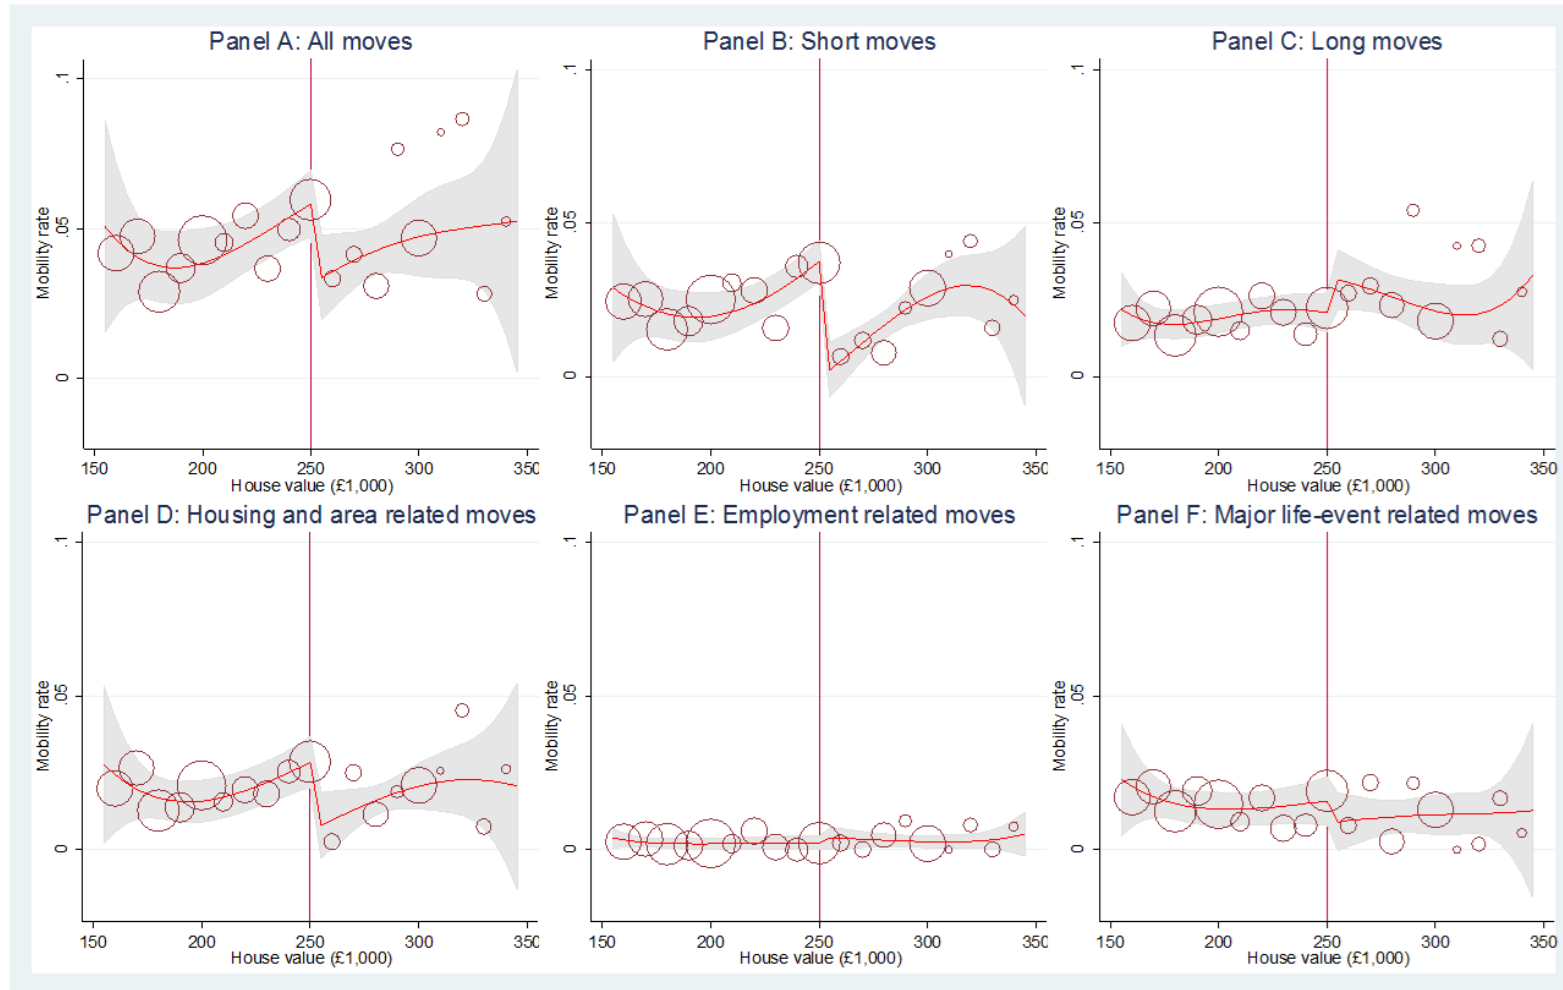 Panel A: All moves
Mobility rate
.1
.05
0
150 200 250 300 350
House value (£1,000)
Panel B: Short moves
Mobility rate
.1
.05
0
150 200 250 300 350
House value (£1,000)
Panel C: Long moves
Mobility rate
.1
.05
0
150 200 250 300 350
House value (£1,000)
Panel D: Housing and area related moves
Mobility rate
.1
.05
0
150 200 250 300 350
House value (£1,000)
Panel E: Employment related moves
Mobility rate
.1
.05
0
150 200 250 300 350
House value (£1,000)
Panel F: Major life-event related moves
Mobility rate
.1
.05
0
150 200 250 300 350
House value (£1,000)